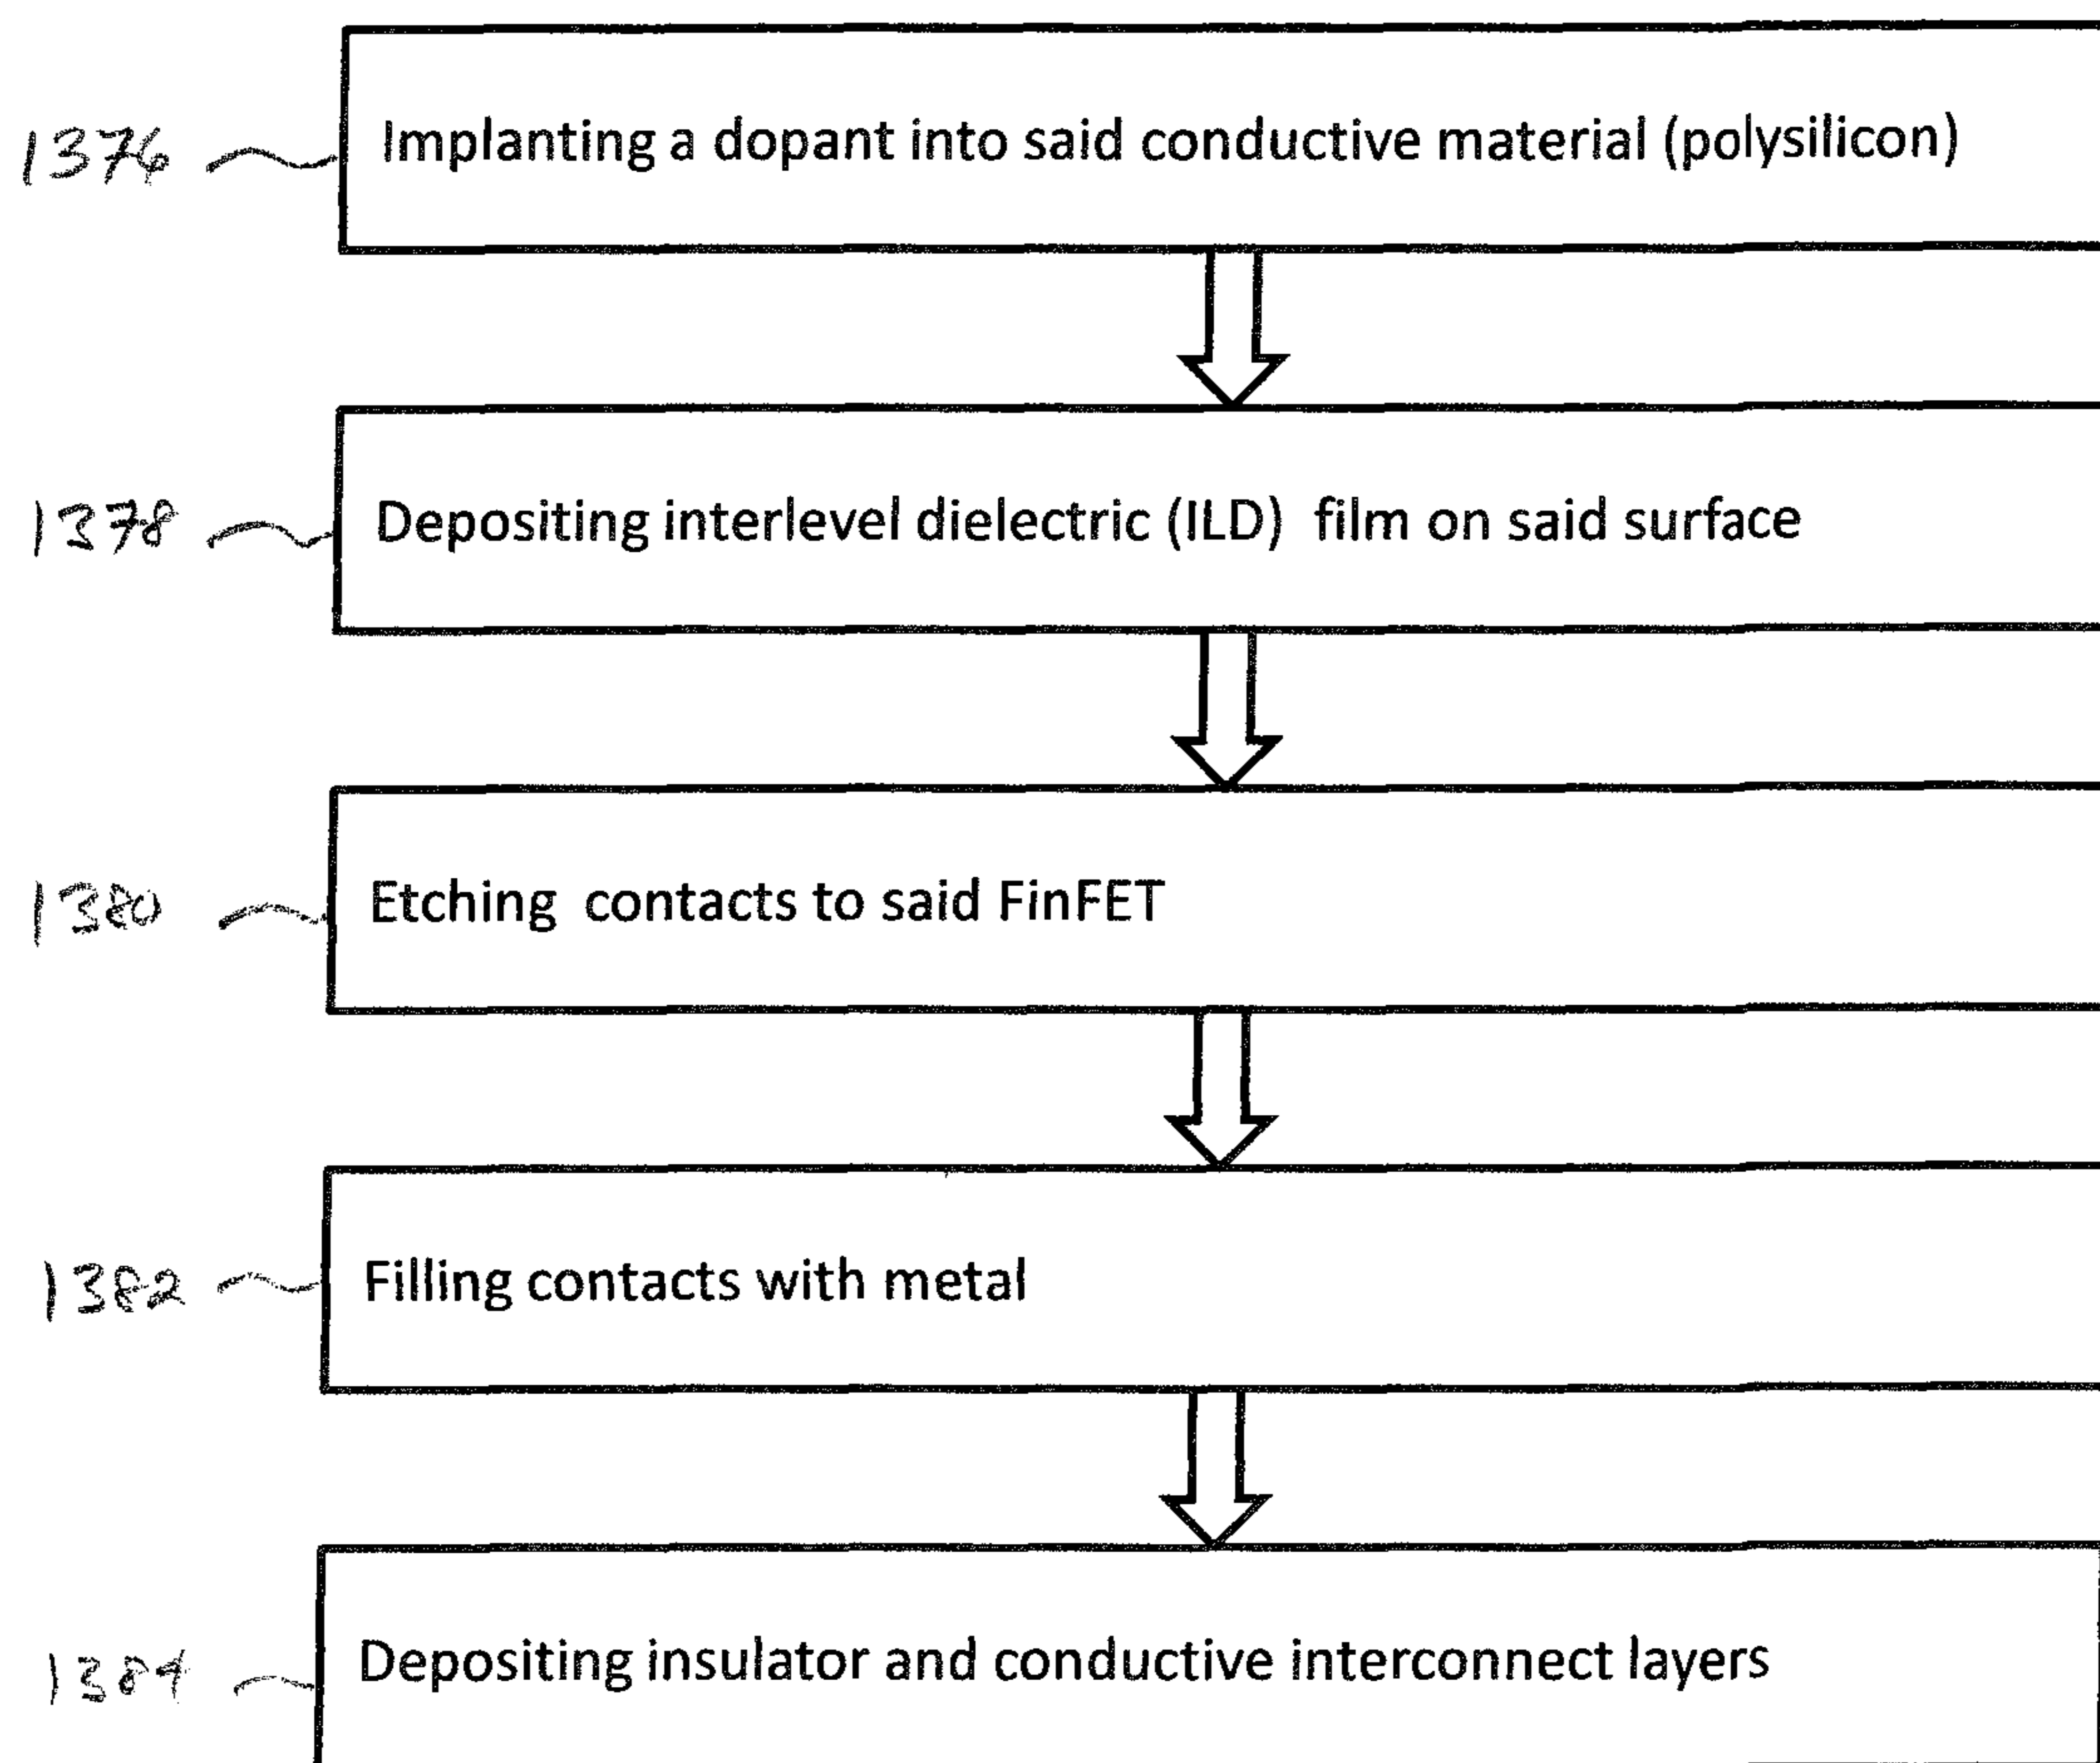 1376 Implanting a dopant into said conductive material (polysilicon)
1378 Depositing interlevel dielectric (ILD) film on said surface
1380 Etching contacts to said FinFET
1382 Filling contacts with metal
1384 Depositing insulator and conductive interconnect layers